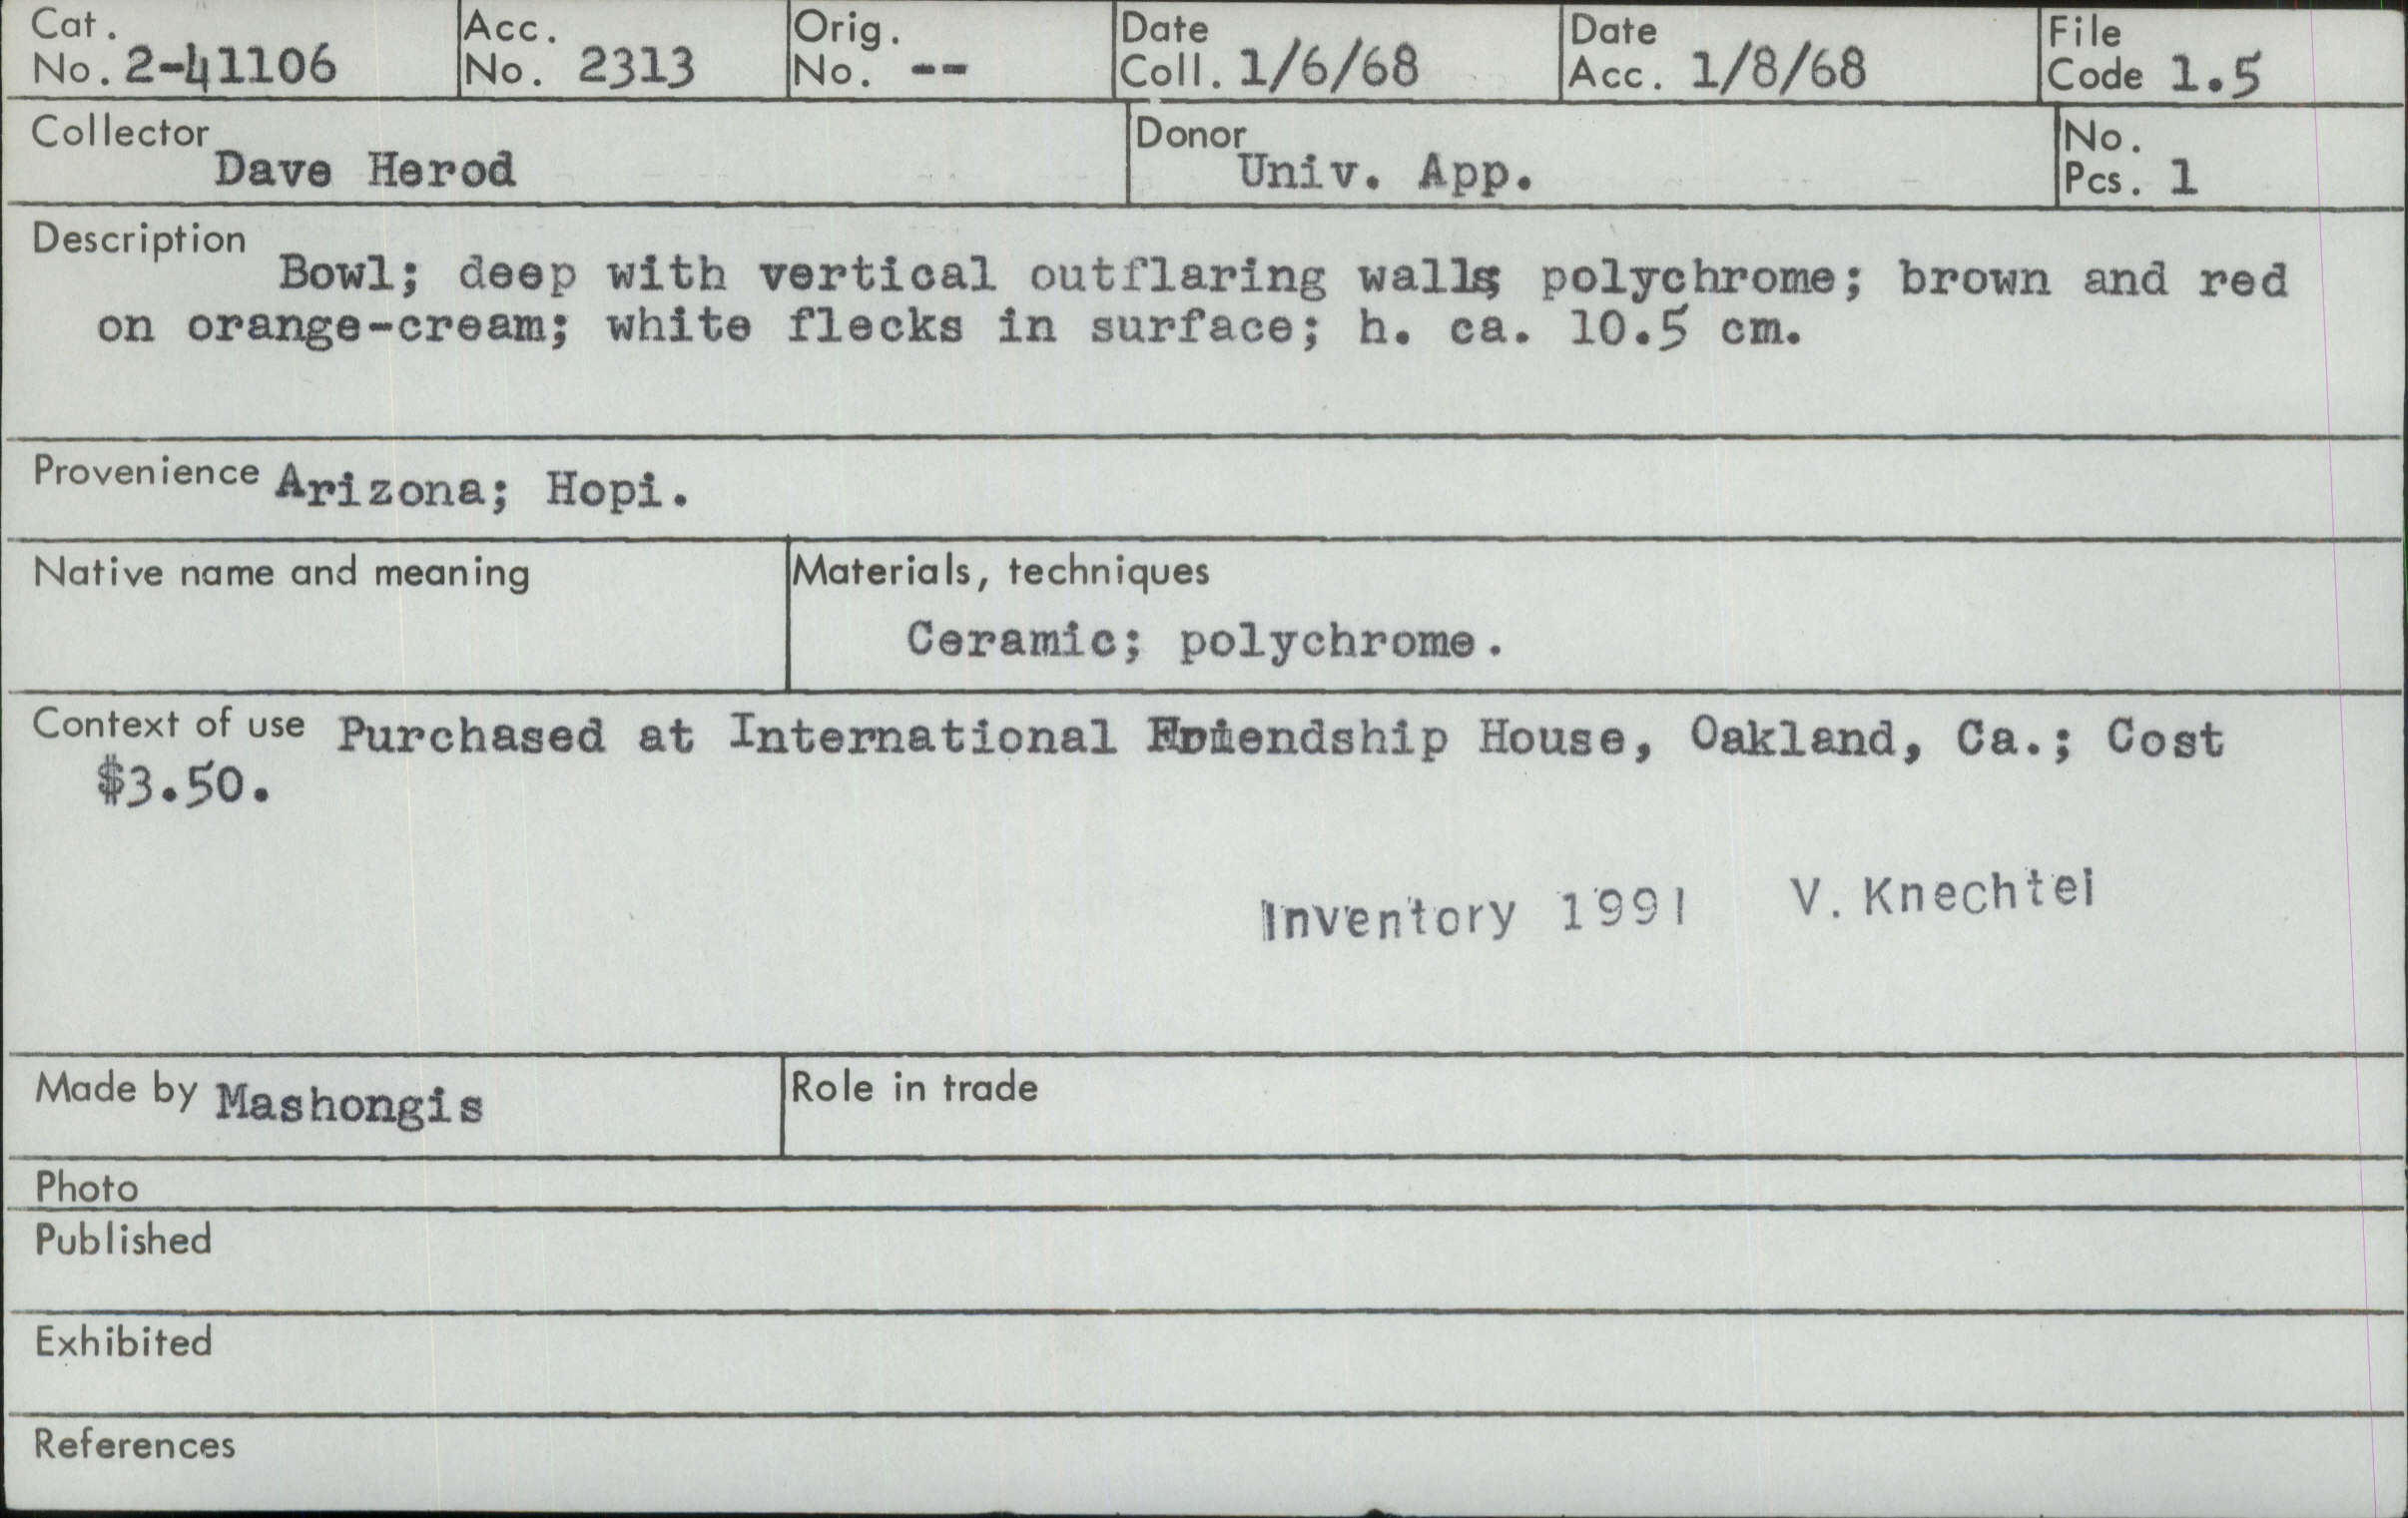 Cat. No. 2-41106
Acc. No. 2313
Orig. No. --
Date Coll. 1/6/68
Date Acc. 1/8/68
File Code 1.5
Collector Dave Herod
Donor Univ. App.
No. Pcs. 1
Description
Bowl; deep with vertical outflaring walls; polychrome; brown and red
on orange-cream; white flecks in surface; h. ca. 10.5 cm.
Provenience Arizona; Hopi.
Native name and meaning
Materials, techniques
Ceramic; polychrome.
Context of use Purchased at International Friendship House, Oakland, Ca.; Cost
$3.50.
Inventory 1991 V. Knechtel
Made by Mashongis
Role in trade
Photo
Published
Exhibited
References